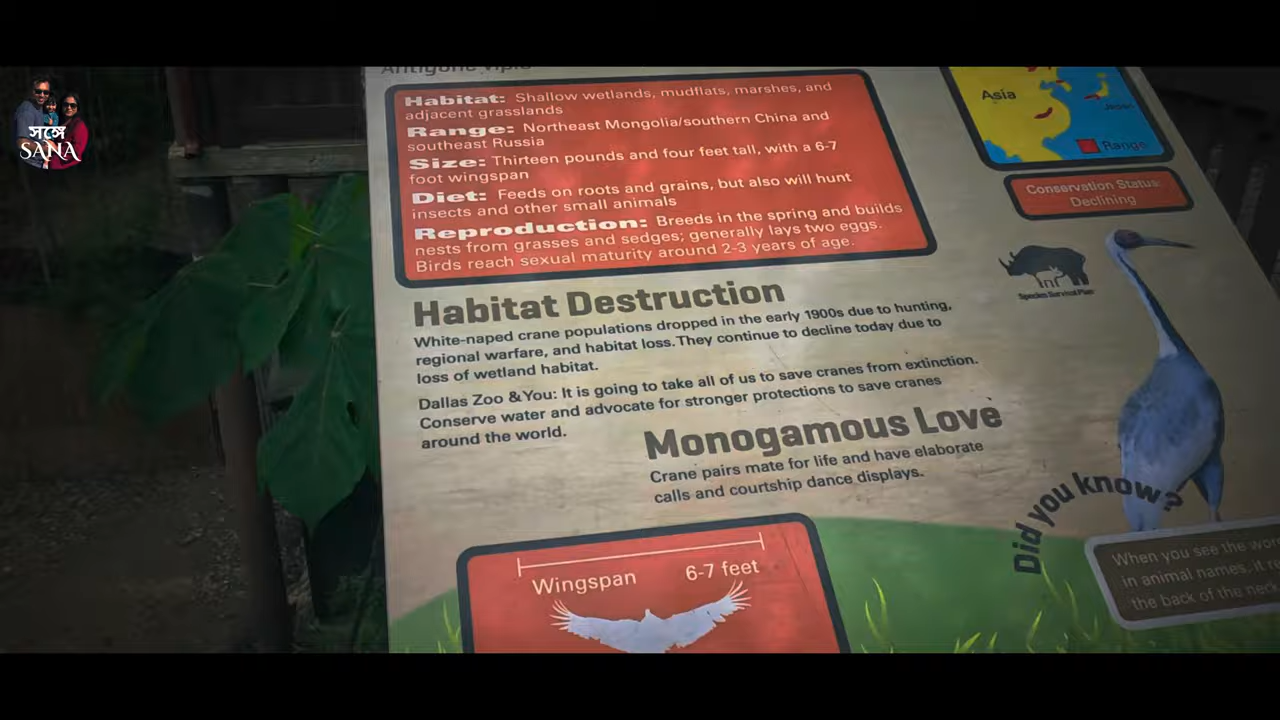 সঙ্গে
SANA
Antigone vipio
Habitat: Shallow wetlands, mudflats, marshes, and
adjacent grasslands
Range: Northeast Mongolia/southern China and
southeast Russia
Size: Thirteen pounds and four feet tall, with a 6-7
foot wingspan
Diet: Feeds on roots and grains, but also will hunt
insects and other small animals
Reproduction: Breeds in the spring and builds
nests from grasses and sedges; generally lays two eggs.
Birds reach sexual maturity around 2-3 years of age.
Asia
Japan
Range
Conservation Status:
Declining
Species Survival Plan
Habitat Destruction
White-naped crane populations dropped in the early 1900s due to hunting,
regional warfare, and habitat loss. They continue to decline today due to
loss of wetland habitat.
Dallas Zoo & You: It is going to take all of us to save cranes from extinction.
Conserve water and advocate for stronger protections to save cranes
around the world.
Monogamous Love
Crane pairs mate for life and have elaborate
calls and courtship dance displays.
Wingspan 6-7 feet
Did you know?
When you see the
in animal names, it
the back of the neck